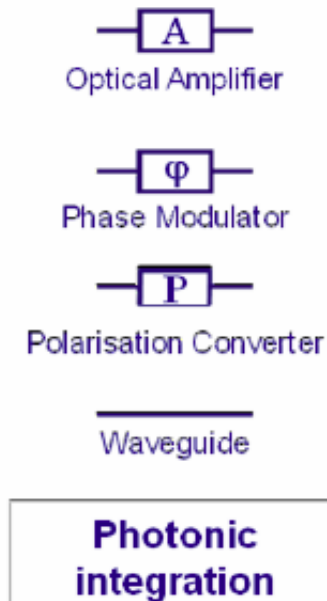 A
Optical Amplifier
φ
Phase Modulator
P
Polarisation Converter
Waveguide
Photonic
integration